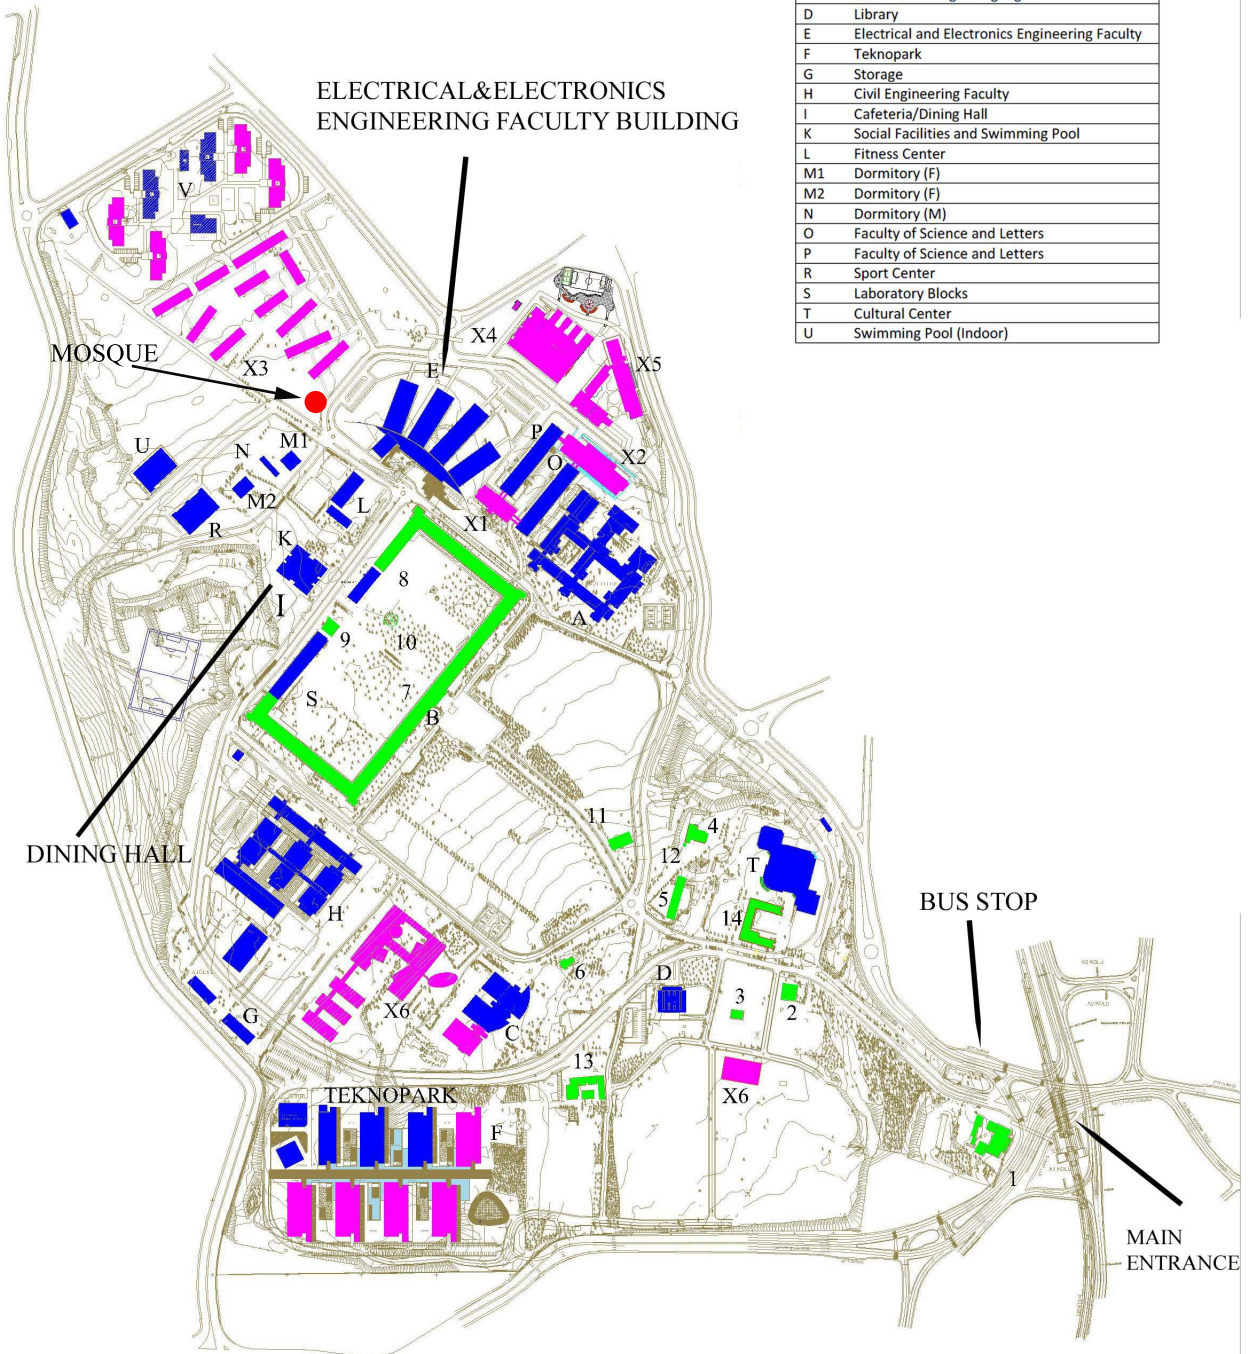 D Library
E Electrical and Electronics Engineering Faculty
F Teknopark
G Storage
H Civil Engineering Faculty
I Cafeteria/Dining Hall
K Social Facilities and Swimming Pool
L Fitness Center
M1 Dormitory (F)
M2 Dormitory (F)
N Dormitory (M)
O Faculty of Science and Letters
P Faculty of Science and Letters
R Sport Center
S Laboratory Blocks
T Cultural Center
U Swimming Pool (Indoor)
ELECTRICAL&ELECTRONICS
ENGINEERING FACULTY BUILDING
V
X4
MOSQUE
X3
E
X5
U
N
M1
P
O
X2
M2
L
R
X1
K
8
I
A
9
10
7
S
B
11
4
12
T
DINING HALL
5
H
14
BUS STOP
6
D
3
2
X6
G
C
13
TEKNOPARK
X6
F
1
MAIN
ENTRANCE